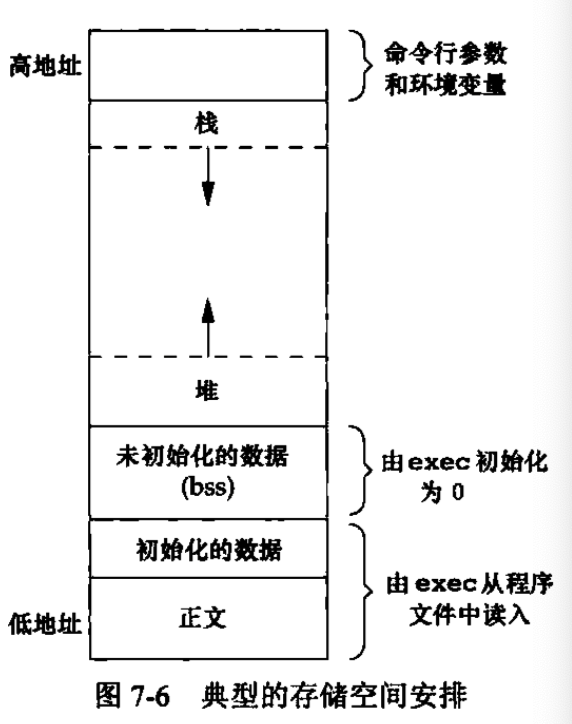 高地址
命令行参数
和环境变量
栈
堆
未初始化的数据
(bss)
由exec初始化
为 0
初始化的数据
由exec从程序
文件中读入
低地址
正文
图 7-6 典型的存储空间安排